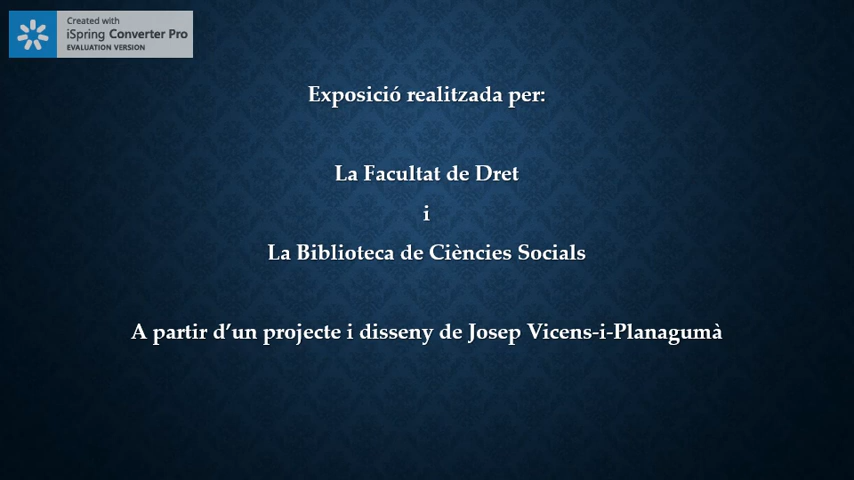 Created with
iSpring Converter Pro
EVALUATION VERSION
Exposició realitzada per:
La Facultat de Dret
i
La Biblioteca de Ciències Socials
A partir d’un projecte i disseny de Josep Vicens-i-Planagumà